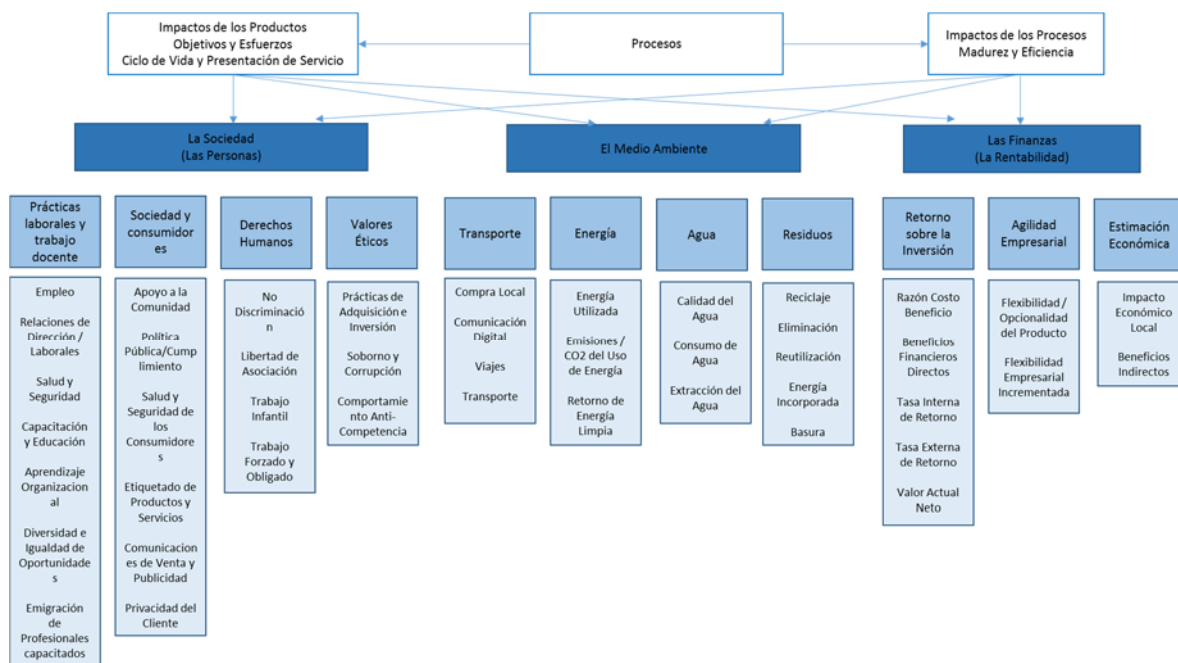 Impactos de los Productos
Objetivos y Esfuerzos
Ciclo de Vida y Presentación de Servicio
Procesos
Impactos de los Procesos
Madurez y Eficiencia
La Sociedad
(Las Personas)
El Medio Ambiente
Las Finanzas
(La Rentabilidad)
Prácticas
laborales y
trabajo
docente
Empleo
Relaciones de
Dirección /
Laborales
Salud y
Seguridad
Capacitación
y Educación
Aprendizaje
Organizacion
al
Diversidad e
Igualdad de
Oportunidade
s
Emigración
de
Profesionales
capacitados
Sociedad y
consumidor
es
Apoyo a la
Comunidad
Política
Pública/Cump
limiento
Salud y
Seguridad de
los
Consumidore
s
Etiquetado de
Productos y
Servicios
Comunicacion
es de Venta y
Publicidad
Privacidad del
Cliente
Derechos
Humanos
No
Discriminació
n
Libertad de
Asociación
Trabajo
Infantil
Trabajo
Forzado y
Obligado
Valores
Éticos
Prácticas de
Adquisición e
Inversión
Soborno y
Corrupción
Comportamie
nto Anti-
Competencia
Transporte
Compra Local
Comunicación
Digital
Viajes
Transporte
Energía
Energía
Utilizada
Emisiones /
CO2 del Uso
de Energía
Retorno de
Energía
Limpia
Agua
Calidad del
Agua
Consumo de
Agua
Extracción del
Agua
Residuos
Reciclaje
Eliminación
Reutilización
Energía
Incorporada
Basura
Retorno
sobre la
Inversión
Razón Costo
Beneficio
Beneficios
Financieros
Directos
Tasa Interna
de Retorno
Tasa Externa
de Retorno
Valor Actual
Neto
Agilidad
Empresarial
Flexibilidad /
Opcionalidad
del Producto
Flexibilidad
Empresarial
Incrementada
Estimación
Económica
Impacto
Económico
Local
Beneficios
Indirectos